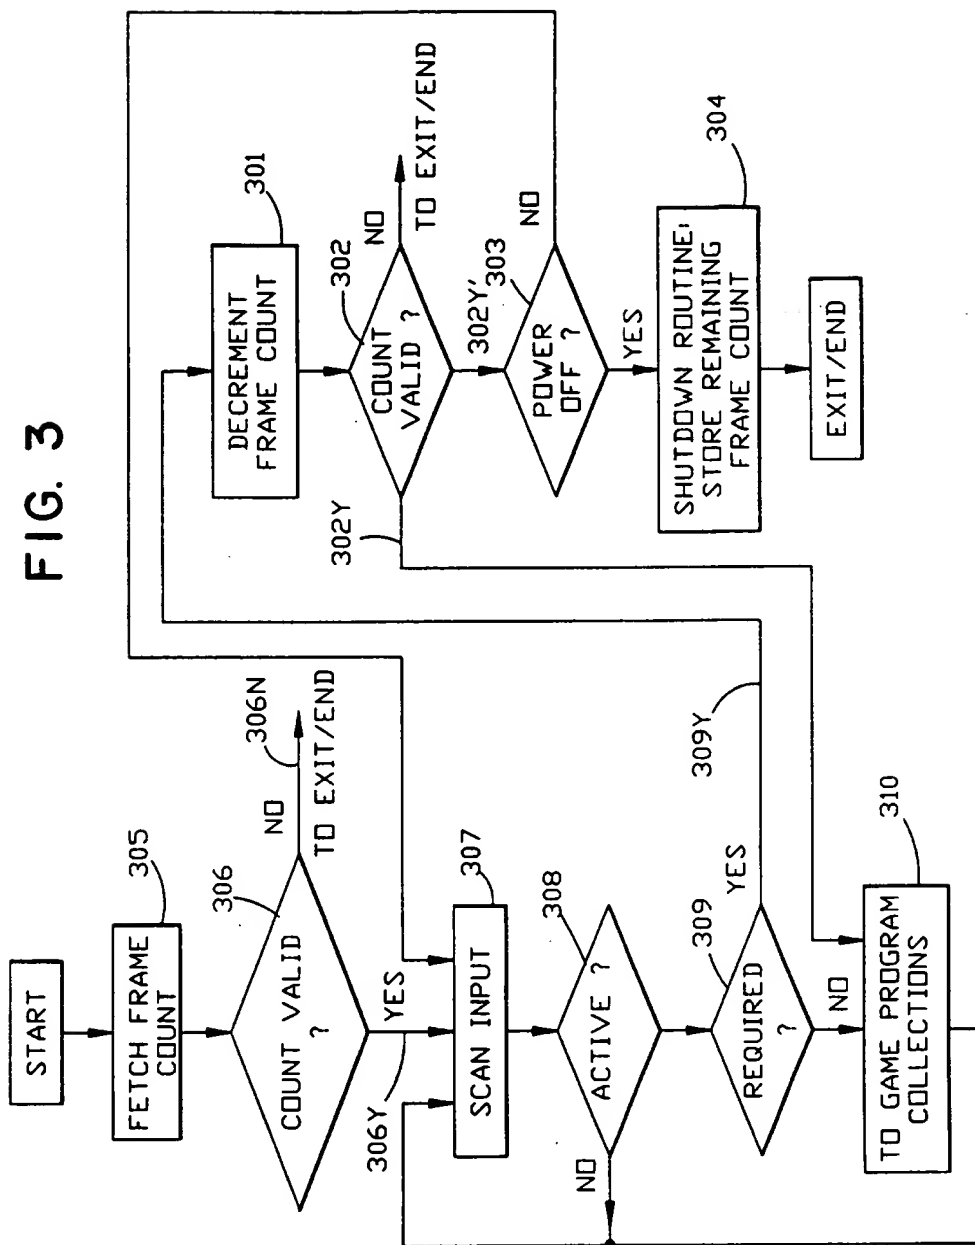 FIG. 3
START
FETCH FRAME
COUNT
305
COUNT VALID
?
306
NO
306N
TO EXIT/END
YES
306Y
SCAN INPUT
307
ACTIVE ?
308
NO
REQUIRED
?
309
YES
309Y
NO
TO GAME PROGRAM
COLLECTIONS
310
DECREMENT
FRAME COUNT
301
COUNT
VALID ?
302
NO
TO EXIT/END
302Y
302Y'
POWER
OFF ?
303
NO
YES
SHUTDOWN ROUTINE;
STORE REMAINING
FRAME COUNT
304
EXIT/END